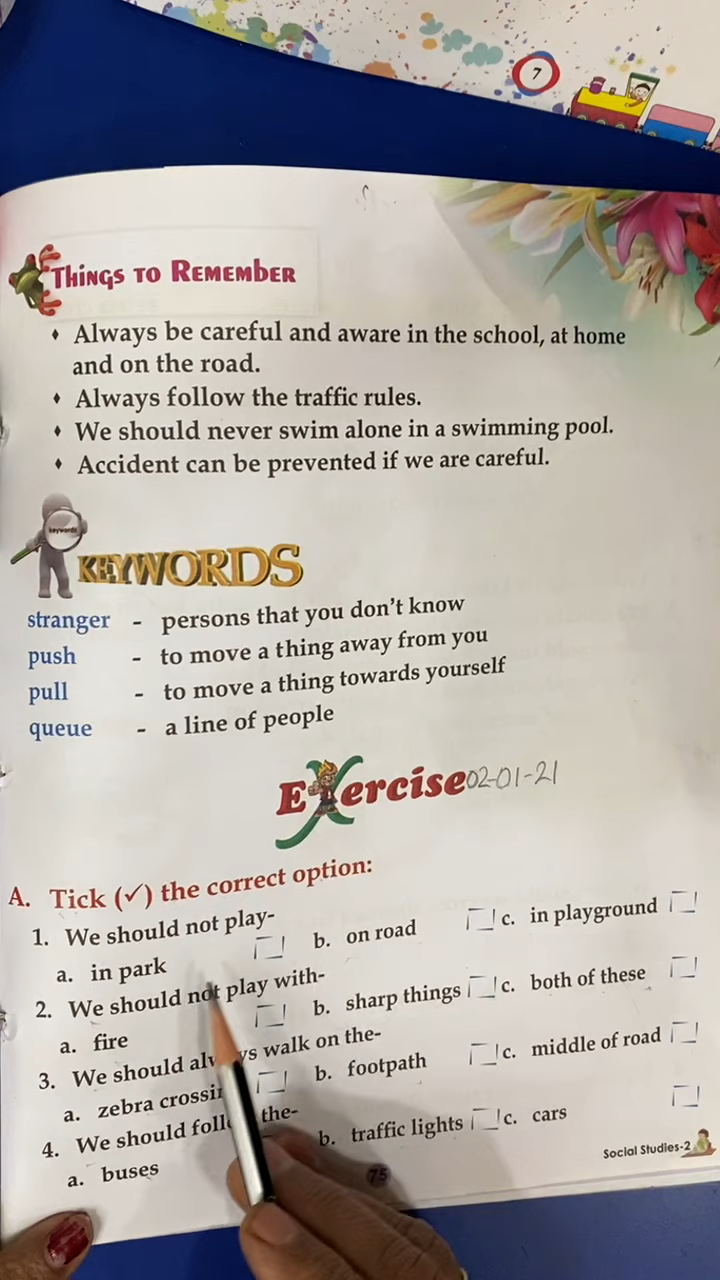 7
Things to Remember
Always be careful and aware in the school, at home
and on the road.
Always follow the traffic rules.
We should never swim alone in a swimming pool.
Accident can be prevented if we are careful.
keywords
KEYWORDS
stranger - persons that you don't know
push - to move a thing away from you
pull - to move a thing towards yourself
queue - a line of people
Exercise 02-01-21
A. Tick (✓) the correct option:
1. We should not play-
a. in park b. on road c. in playground
2. We should not play with-
a. fire b. sharp things c. both of these
3. We should always walk on the-
a. zebra crossing b. footpath c. middle of road
4. We should follow the-
a. buses b. traffic lights c. cars
Social Studies-2
75